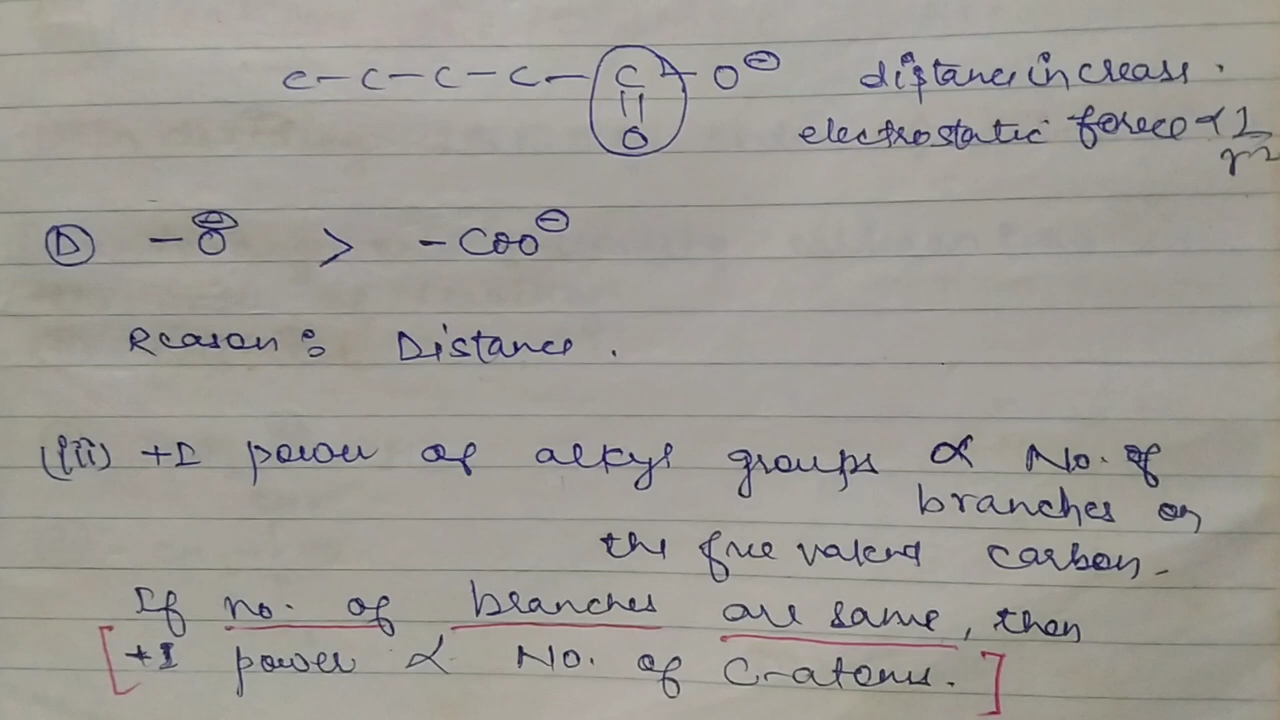 C-C-C-C-C-O⊖ distance increases.
||
O
electrostatic force ∝ 1/r²
Ⓓ -O⊖ > -COO⊖
Reason: Distance.
(iii) +I power of alkyl groups ∝ No. of
branches on
the free valent carbon.
If no. of branches are same, then
[+I power ∝ No. of C-atoms.]